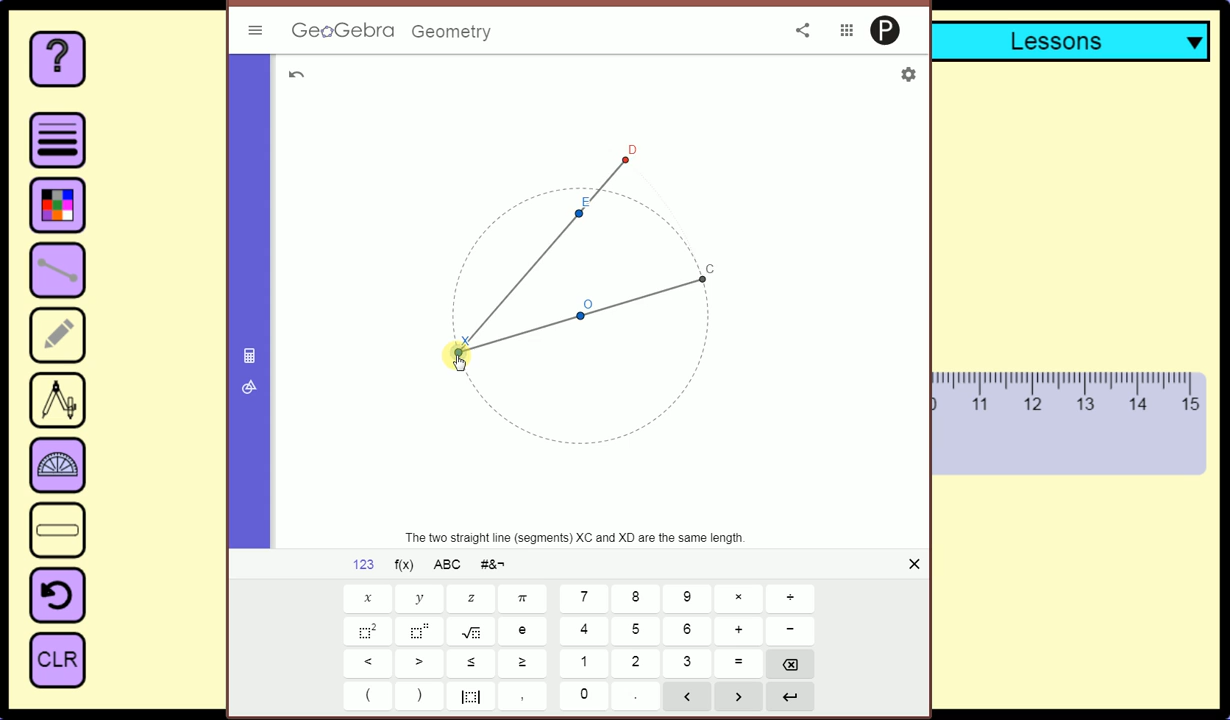 ?
GeoGebra Geometry
P
Lessons
D
E
C
O
X
11 12 13 14 15
The two straight line (segments) XC and XD are the same length.
123 f(x) ABC #&¬
x y z π 7 8 9 × ÷
√ e 4 5 6 + −
< > ≤ ≥ 1 2 3 =
( ) , 0 . < >
CLR